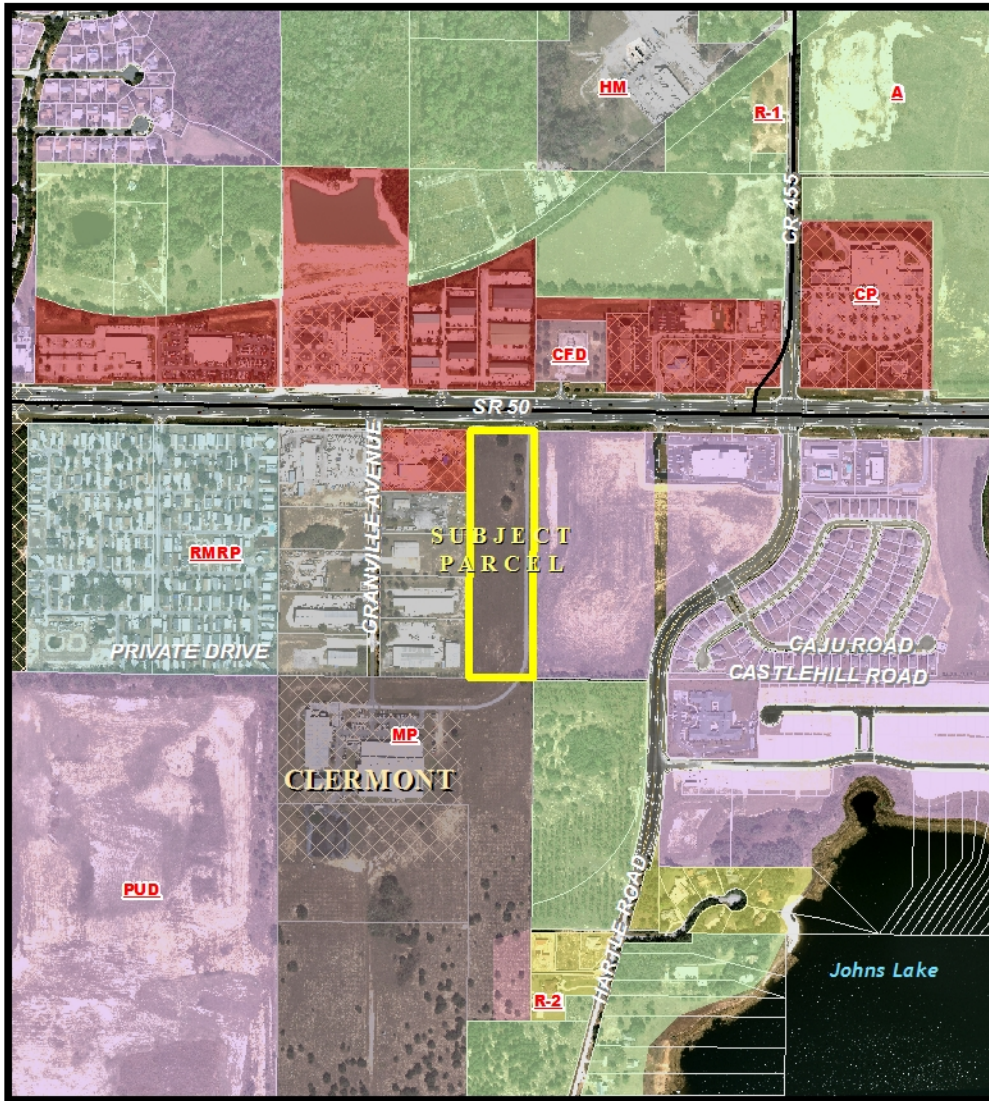 HM
A
R-1
CR 455
CP
CFD
SR 50
GRANVILLE AVENUE
SUBJECT
PARCEL
RMRP
PRIVATE DRIVE
CAJU ROAD
CASTLEHILL ROAD
MP
CLERMONT
PUD
HARTLE ROAD
Johns Lake
R-2